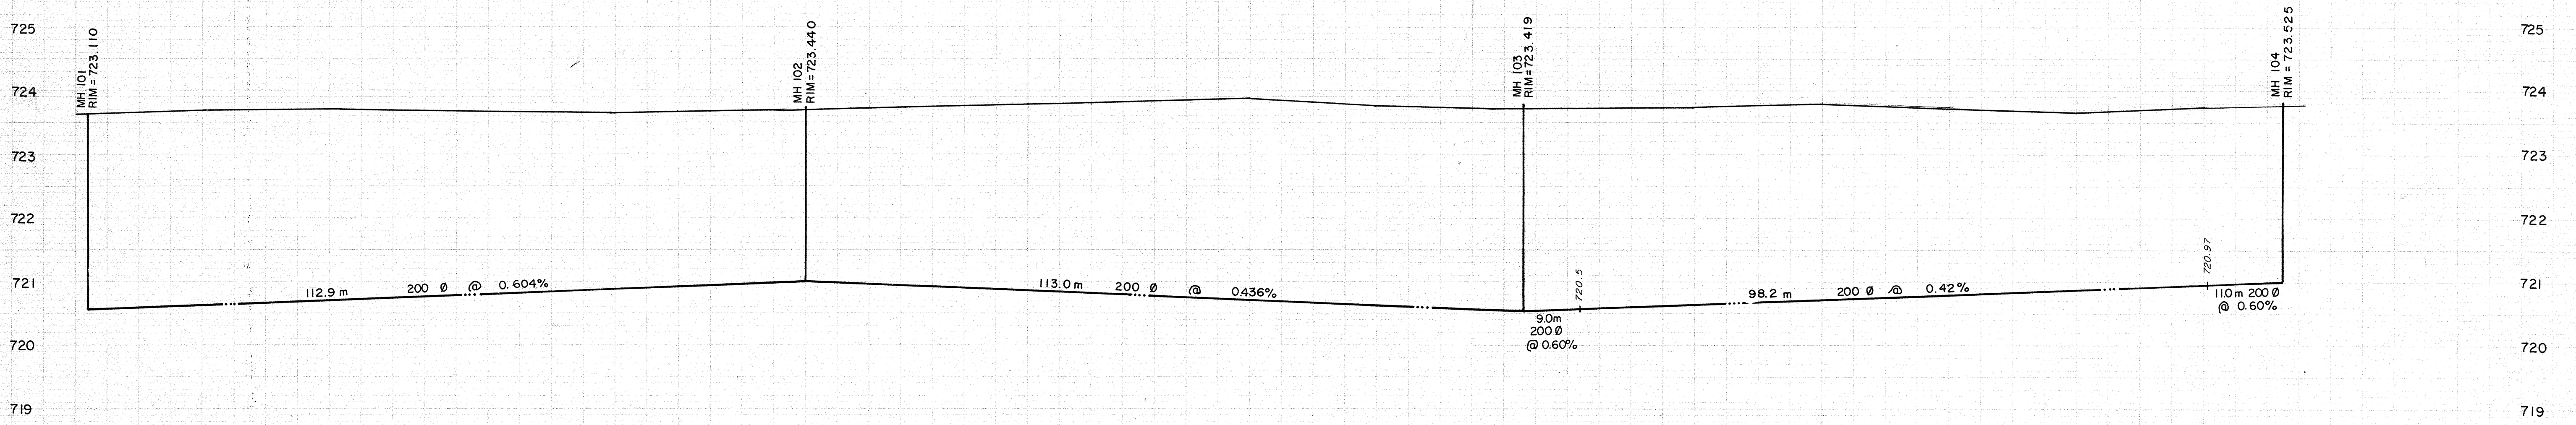 725
724
723
722
721
720
719
MH 101
RIM = 723.110
112.9 m 200 Ø @ 0.604%
MH 102
RIM = 723.440
113.0 m 200 Ø @ 0.436%
MH 103
RIM = 723.419
9.0m
200 Ø
@ 0.60%
720.5
98.2 m 200 Ø @ 0.42%
720.97
MH 104
RIM = 723.525
11.0 m 200 Ø
@ 0.60%
725
724
723
722
721
720
719